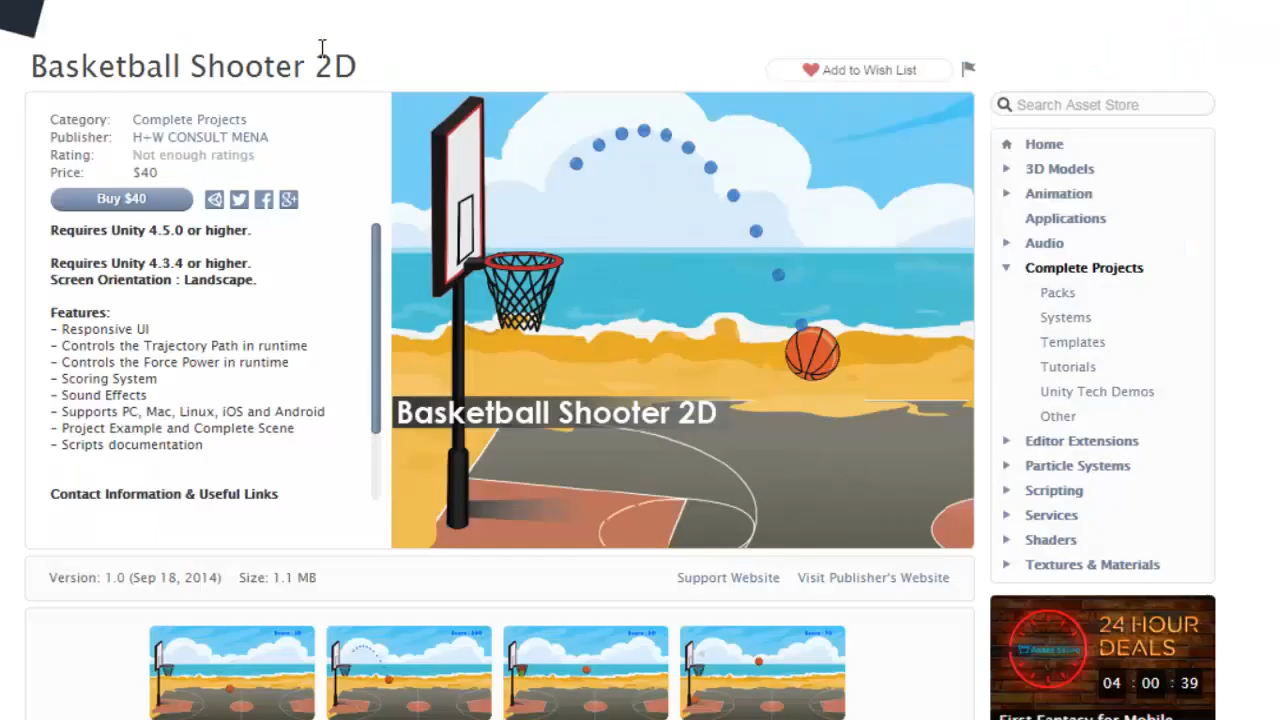 Basketball Shooter 2D
Add to Wish List
Category: Complete Projects
Publisher: H+W CONSULT MENA
Rating: Not enough ratings
Price: $40
Buy $40
Requires Unity 4.5.0 or higher.
Requires Unity 4.3.4 or higher.
Screen Orientation : Landscape.
Features:
- Responsive UI
- Controls the Trajectory Path in runtime
- Controls the Force Power in runtime
- Scoring System
- Sound Effects
- Supports PC, Mac, Linux, iOS and Android
- Project Example and Complete Scene
- Scripts documentation
Contact Information & Useful Links
Basketball Shooter 2D
Version: 1.0 (Sep 18, 2014) Size: 1.1 MB
Support Website Visit Publisher's Website
Search Asset Store
Home
3D Models
Animation
Applications
Audio
Complete Projects
Packs
Systems
Templates
Tutorials
Unity Tech Demos
Other
Editor Extensions
Particle Systems
Scripting
Services
Shaders
Textures & Materials
24 HOUR
DEALS
04 : 00 : 39
First Fantasy for Mobile